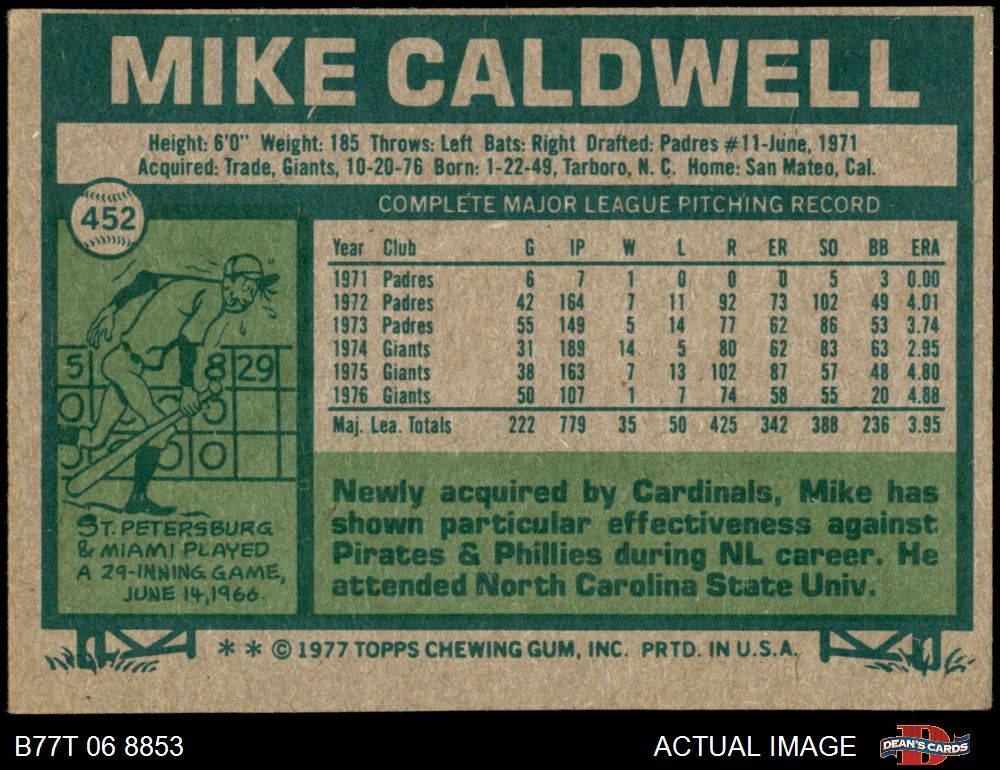 MIKE CALDWELL
Height: 6'0" Weight: 185 Throws: Left Bats: Right Drafted: Padres #11-June, 1971
Acquired: Trade, Giants, 10-20-76 Born: 1-22-49, Tarboro, N. C. Home: San Mateo, Cal.
452
COMPLETE MAJOR LEAGUE PITCHING RECORD
Year Club G IP W L R ER SO BB ERA
1971 Padres 6 7 1 0 0 0 5 3 0.00
1972 Padres 42 164 7 11 92 73 102 49 4.01
1973 Padres 55 149 5 14 77 62 86 53 3.74
1974 Giants 31 189 14 5 80 62 83 63 2.95
1975 Giants 38 163 7 13 102 87 57 48 4.80
1976 Giants 50 107 1 7 74 58 55 20 4.88
Maj. Lea. Totals 222 779 35 50 425 342 388 236 3.95
5 8 29
0 0
0 0
ST. PETERSBURG
& MIAMI PLAYED
A 29-INNING GAME,
JUNE 14, 1966.
Newly acquired by Cardinals, Mike has
shown particular effectiveness against
Pirates & Phillies during NL career. He
attended North Carolina State Univ.
* * © 1977 TOPPS CHEWING GUM, INC. PRTD. IN U.S.A.
B77T 06 8853
ACTUAL IMAGE
D
DEAN'S CARDS